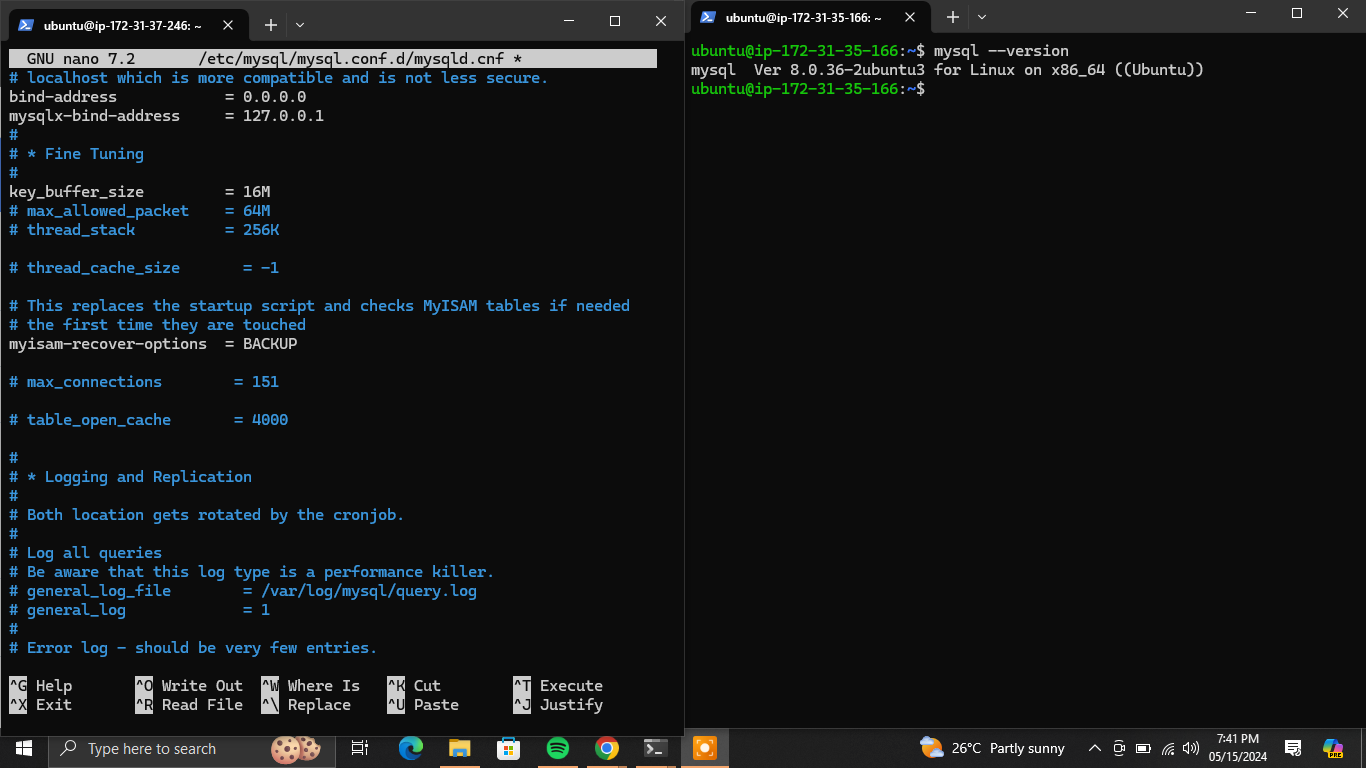 ubuntu@ip-172-31-37-246: ~
GNU nano 7.2 /etc/mysql/mysql.conf.d/mysqld.cnf *
# localhost which is more compatible and is not less secure.
bind-address = 0.0.0.0
mysqlx-bind-address = 127.0.0.1
#
# * Fine Tuning
#
key_buffer_size = 16M
# max_allowed_packet = 64M
# thread_stack = 256K
# thread_cache_size = -1
# This replaces the startup script and checks MyISAM tables if needed
# the first time they are touched
myisam-recover-options = BACKUP
# max_connections = 151
# table_open_cache = 4000
#
# * Logging and Replication
#
# Both location gets rotated by the cronjob.
#
# Log all queries
# Be aware that this log type is a performance killer.
# general_log_file = /var/log/mysql/query.log
# general_log = 1
#
# Error log - should be very few entries.
^G Help ^O Write Out ^W Where Is ^K Cut ^T Execute
^X Exit ^R Read File ^\ Replace ^U Paste ^J Justify
ubuntu@ip-172-31-35-166: ~
ubuntu@ip-172-31-35-166:~$ mysql --version
mysql  Ver 8.0.36-2ubuntu3 for Linux on x86_64 ((Ubuntu))
ubuntu@ip-172-31-35-166:~$
Type here to search
26°C Partly sunny
7:41 PM
05/15/2024
PRE